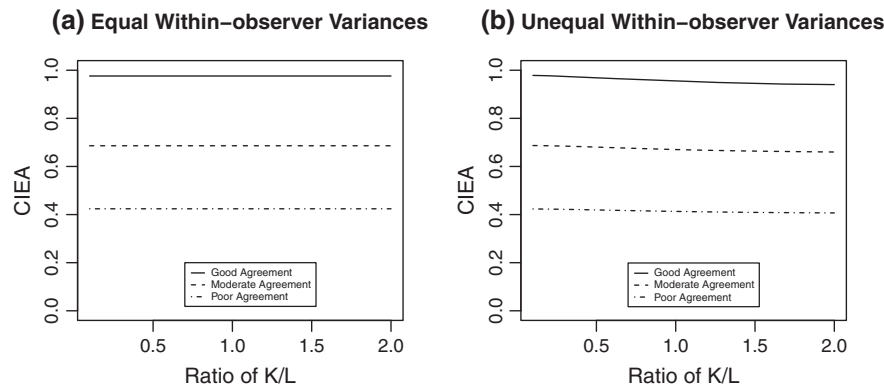 (a) Equal Within-observer Variances
CIEA
1.0
0.8
0.6
0.4
0.2
0.0
Good Agreement
Moderate Agreement
Poor Agreement
0.5
1.0
1.5
2.0
Ratio of K/L
(b) Unequal Within-observer Variances
CIEA
1.0
0.8
0.6
0.4
0.2
0.0
Good Agreement
Moderate Agreement
Poor Agreement
0.5
1.0
1.5
2.0
Ratio of K/L